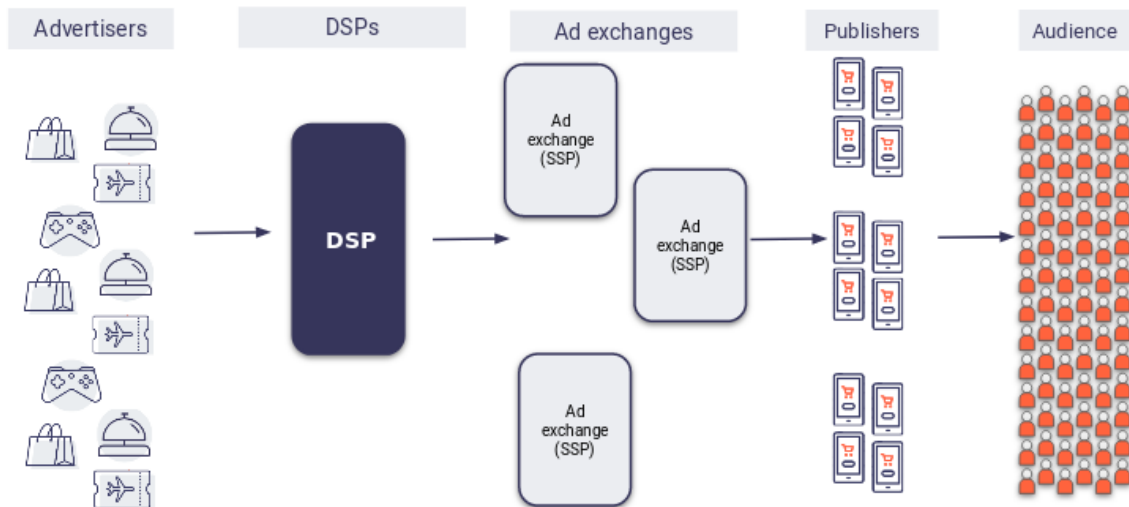 Advertisers
DSPs
Ad exchanges
Publishers
Audience
Ad
exchange
(SSP)
DSP
Ad
exchange
(SSP)
Ad
exchange
(SSP)